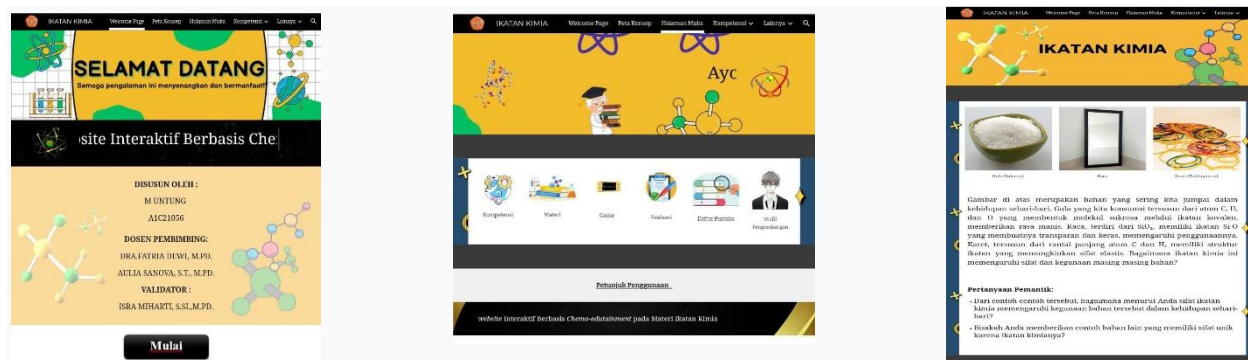 IKATAN KIMIA Welcome Page Peta Konsep Halaman Muka Kompetensi Lainnya
SELAMAT DATANG
Semoga pengalaman ini menyenangkan dan bermanfaat!
site Interaktif Berbasis Che
DISUSUN OLEH :
M UNTUNG
A1C21056
DOSEN PEMBIMBING:
DRA.FATRIA DEWI, M.PD.
AULIA SANOVA, S.T., M.PD.
VALIDATOR :
ISRA MIHARTI, S.SI.,M.PD.
Mulai
IKATAN KIMIA Welcome Page Peta Konsep Halaman Muka Kompetensi Lainnya
Ayc
Kompetensi Materi Game Evaluasi Daftar Pustaka Profil
Pengembangan
Petunjuk Penggunaan
website Interaktif Berbasis Chemo-edutainment pada Materi Ikatan Kimia
IKATAN KIMIA Welcome Page Peta Konsep Halaman Muka Kompetensi Lainnya
IKATAN KIMIA
Kaca
Gambar di atas merupakan bahan yang sering kita jumpai dalam
kehidupan sehari-hari, Gula yang kita konsumsi tersusun dari atom C, H,
dan O yang membentuk molekul sukrosa melalui ikatan kovalen,
memberikan rasa manis. Kaca, terdiri dari SiO₂, memiliki ikatan Si-O
yang membuatnya transparan dan keras, memengaruhi penggunaannya.
Karet, tersusun dari rantai panjang atom C dan H, memiliki struktur
ikatan yang memungkinkan sifat elastis. Bagaimana ikatan kimia ini
memengaruhi sifat dan kegunaan masing masing bahan?
Pertanyaan Pemantik:
- Dari contoh-contoh tersebut, bagaimana menurut Anda sifat ikatan
kimia memengaruhi kegunaan bahan tersebut dalam kehidupan sehari-
hari?
- Bisakah Anda memberikan contoh bahan lain yang memiliki sifat unik
karena ikatan kimianya?